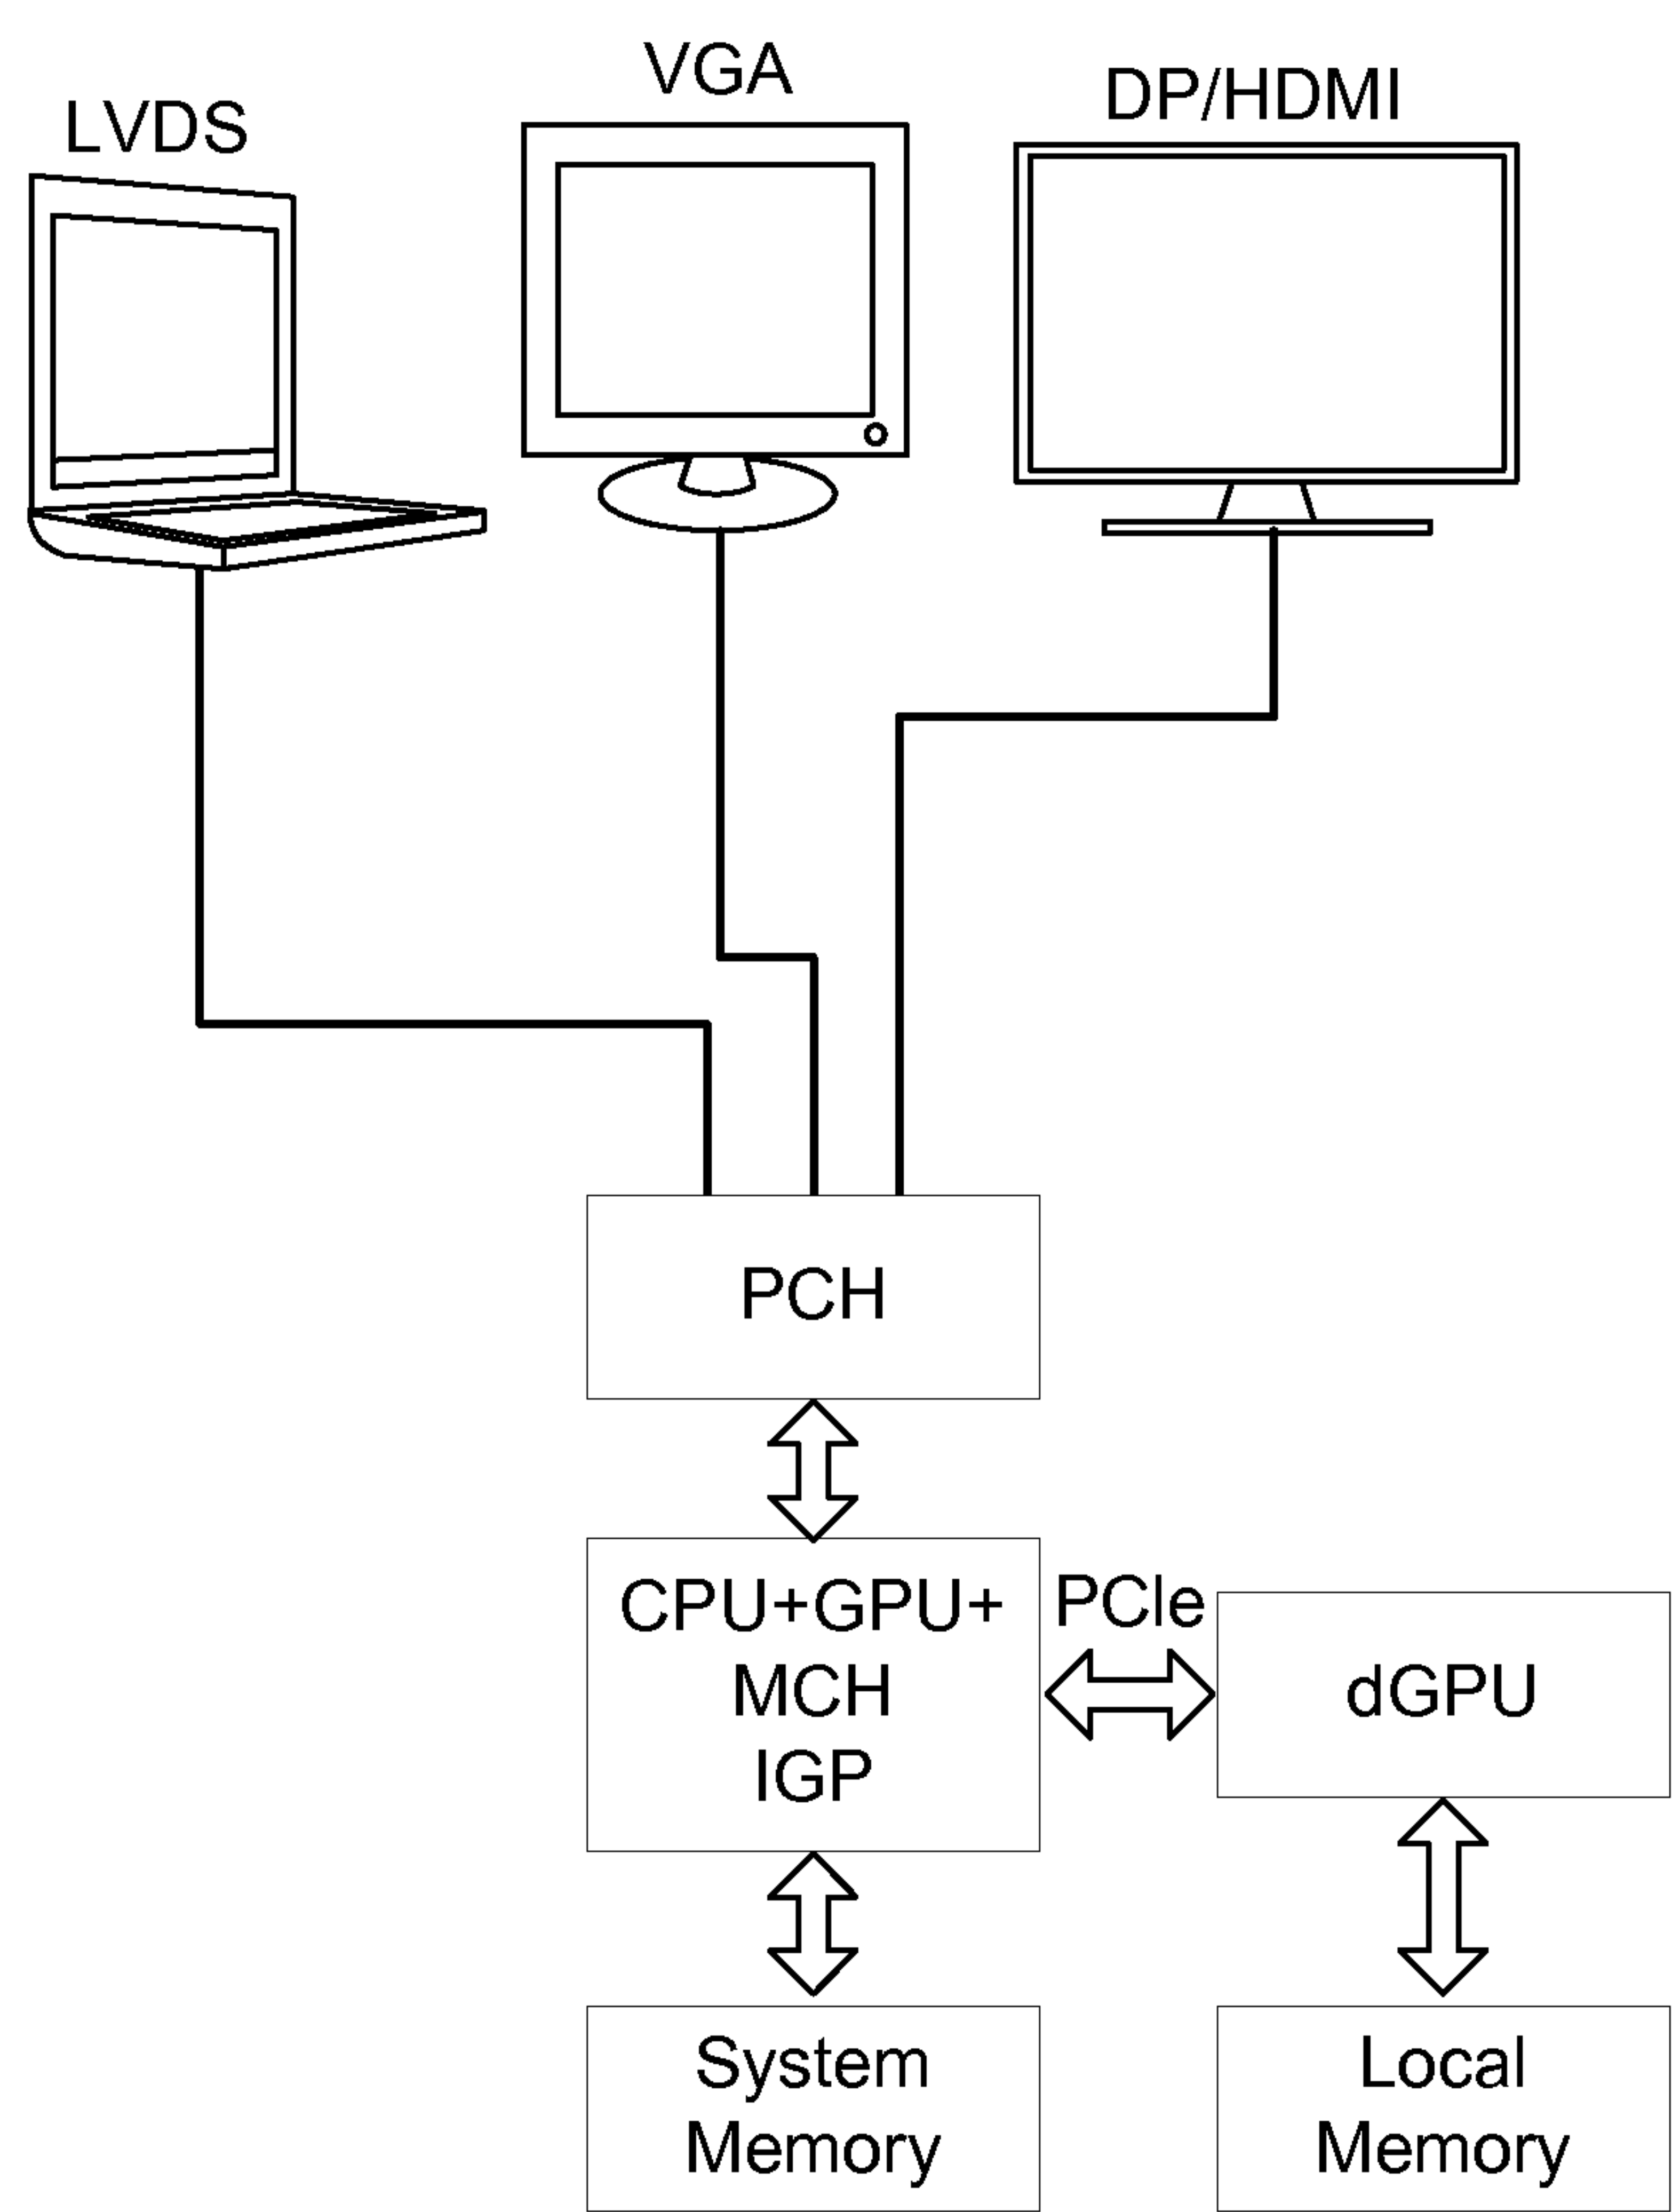 LVDS
VGA
DP/HDMI
PCH
CPU+GPU+
MCH
IGP
PCIe
dGPU
System
Memory
Local
Memory